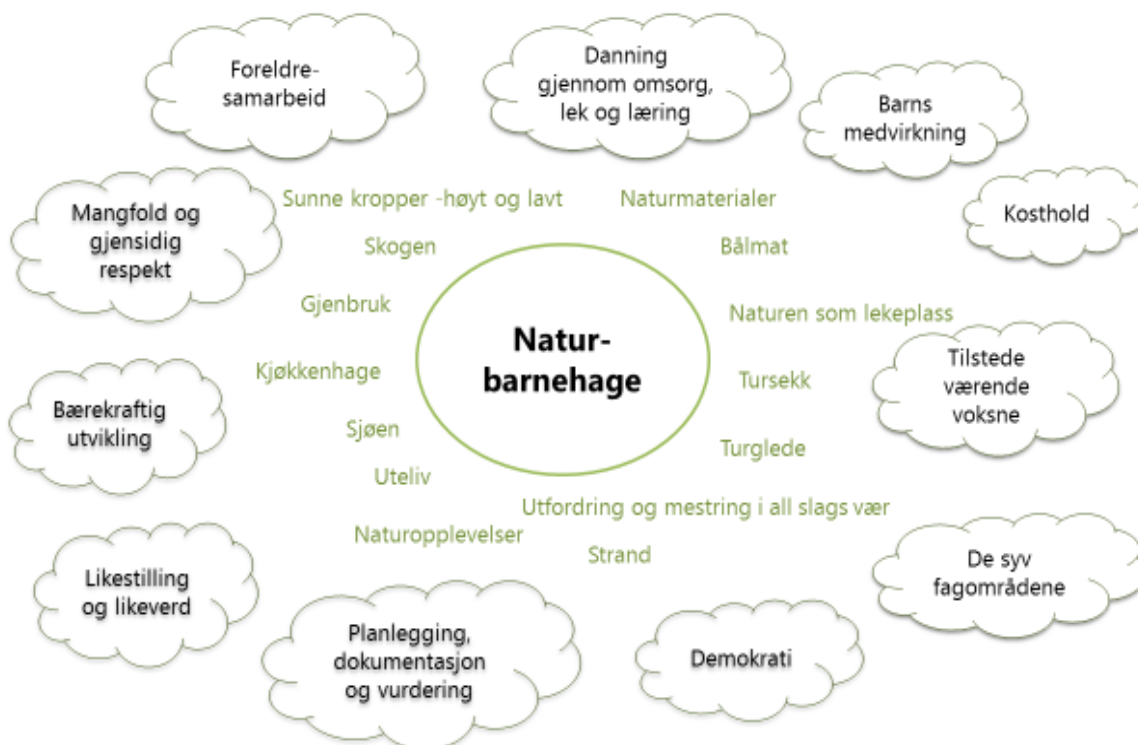 Foreldre-
samarbeid
Danning
gjennom omsorg,
lek og læring
Barns
medvirkning
Mangfold og
gjensidig
respekt
Sunne kropper -høyt og lavt
Naturmaterialer
Kosthold
Skogen
Bålmat
Gjenbruk
Naturen som lekeplass
Natur-
barnehage
Kjøkkenhage
Tursekk
Tilstede
værende
voksne
Bærekraftig
utvikling
Sjøen
Turglede
Uteliv
Utfordring og mestring i all slags vær
Naturopplevelser
Strand
De syv
fagområdene
Likestilling
og likeverd
Planlegging,
dokumentasjon
og vurdering
Demokrati